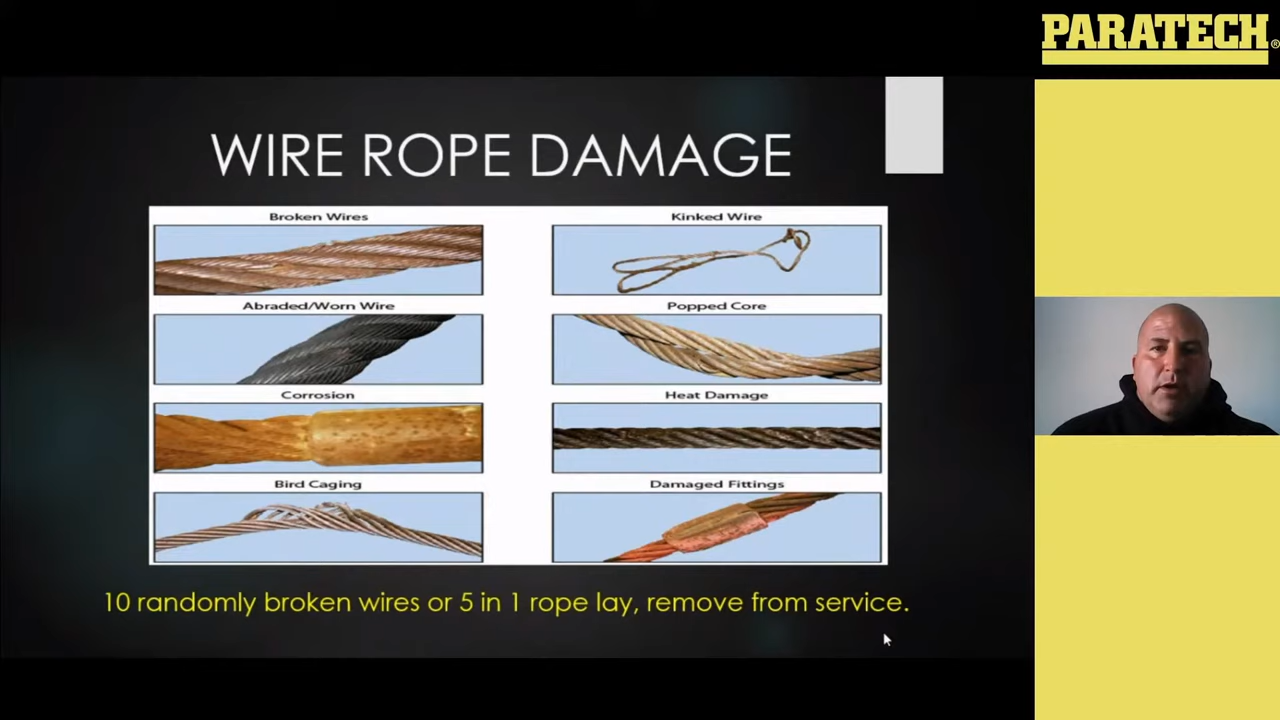 PARATECH®
WIRE ROPE DAMAGE
Broken Wires
Kinked Wire
Abraded/Worn Wire
Popped Core
Corrosion
Heat Damage
Bird Caging
Damaged Fittings
10 randomly broken wires or 5 in 1 rope lay, remove from service.